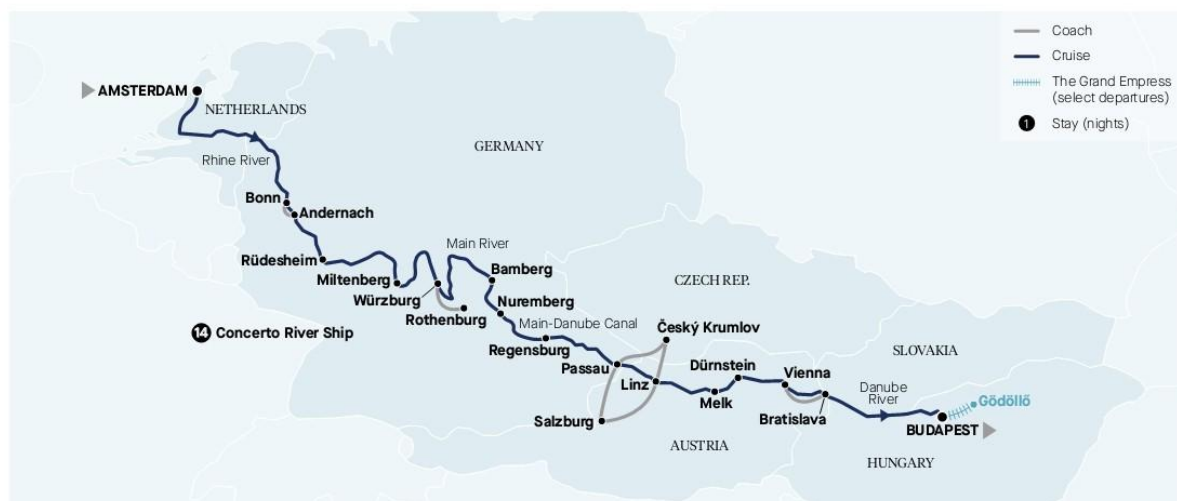 Coach
Cruise
The Grand Empress
(select departures)
1 Stay (nights)
AMSTERDAM
NETHERLANDS
GERMANY
Rhine River
Bonn
Andernach
Main River
Rüdesheim
Bamberg
Miltenberg
CZECH REP.
Würzburg
Nuremberg
Rothenburg
Main-Danube Canal
Český Krumlov
14 Concerto River Ship
Regensburg
SLOVAKIA
Passau
Dürnstein
Vienna
Linz
Danube
River
Melk
Gödöllő
Salzburg
Bratislava
BUDAPEST
AUSTRIA
HUNGARY